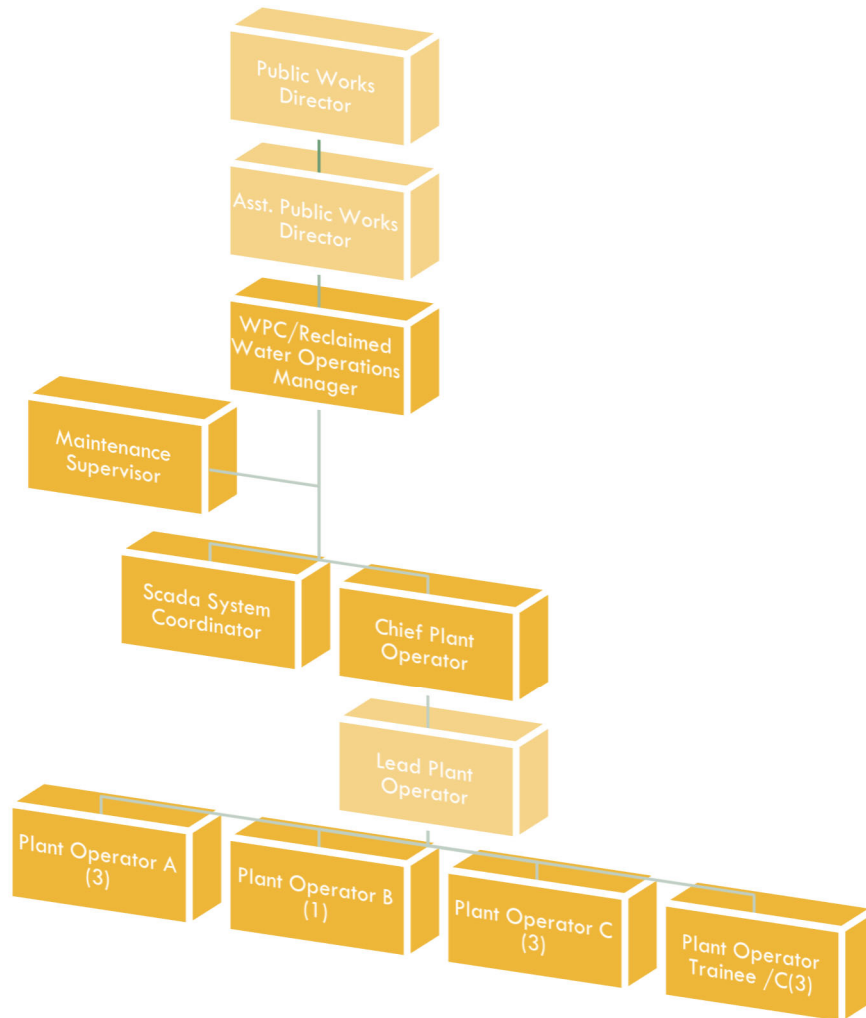 Public Works
Director
Asst. Public Works
Director
WPC/Reclaimed
Water Operations
Manager
Maintenance
Supervisor
Scada System
Coordinator
Chief Plant
Operator
Lead Plant
Operator
Plant Operator A
(3)
Plant Operator B
(1)
Plant Operator C
(3)
Plant Operator
Trainee /C(3)